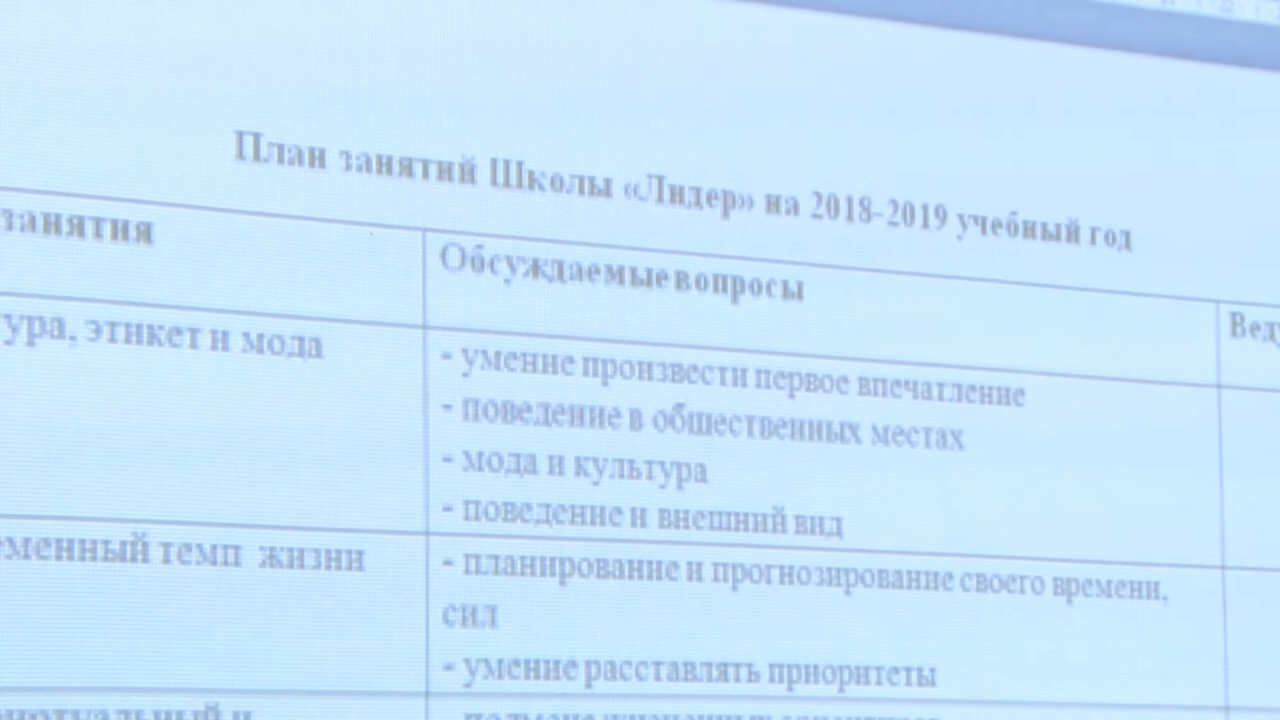 План занятий Школы «Лидер» на 2018-2019 учебный год
занятия
Обсуждаемые вопросы
Вед
ура, этикет и мода
- умение произвести первое впечатление
- поведение в общественных местах
- мода и культура
- поведение и внешний вид
еменный темп жизни
- планирование и прогнозирование своего времени,
сил
- умение расставлять приоритеты